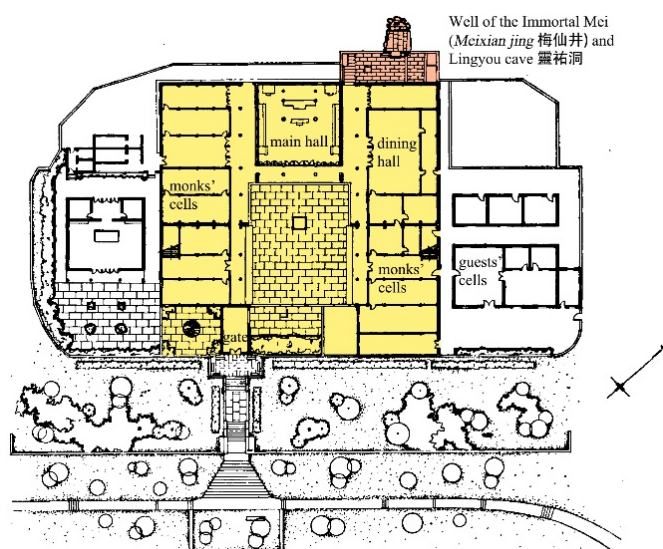 Well of the Immortal Mei
(Meixian jing 梅仙井) and
Lingyou cave 靈祐洞
main hall
dining
hall
monks'
cells
monks'
cells
guests'
cells
gate